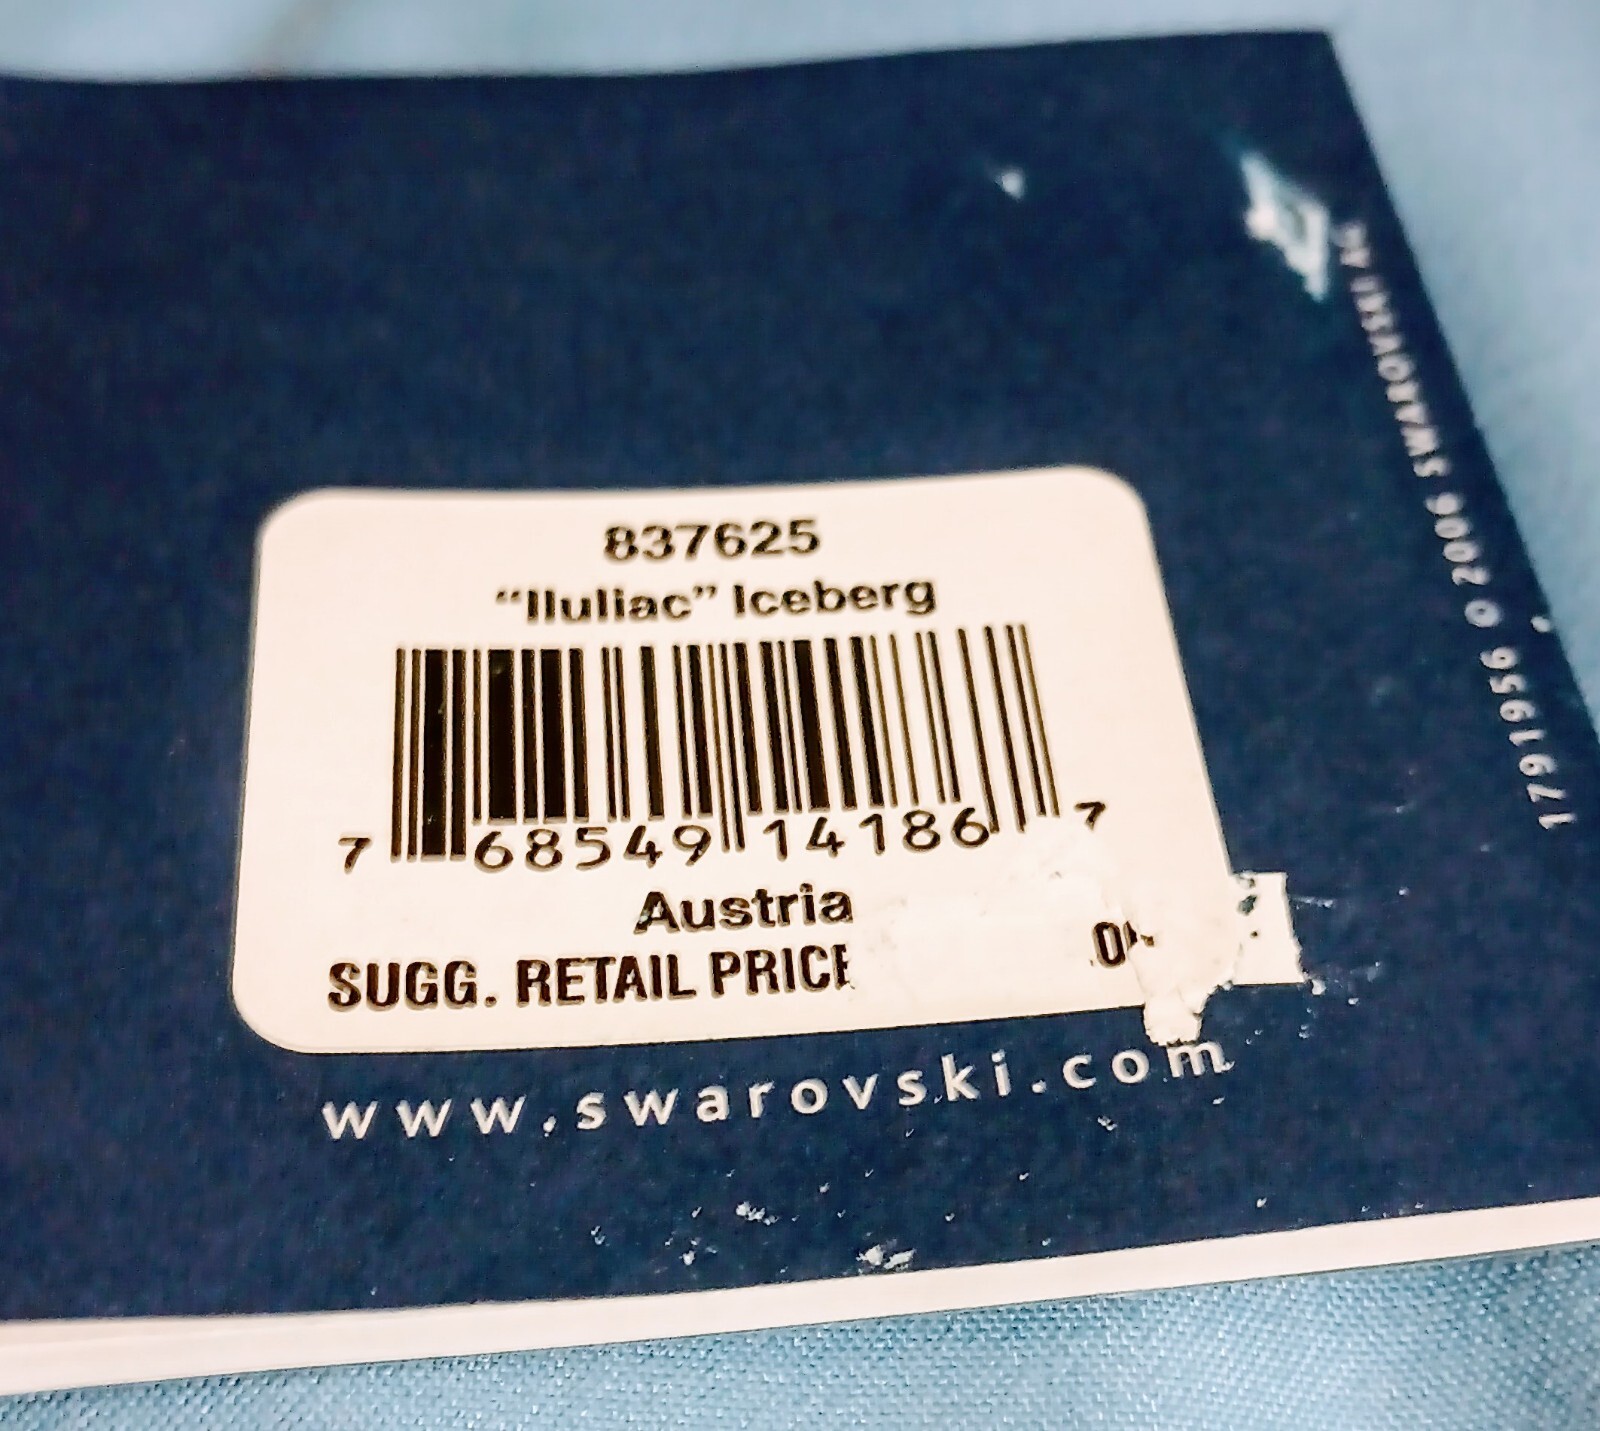 837625
“Iluliac” Iceberg
7 68549 14186 7
Austria
SUGG. RETAIL PRICE
www.swarovski.com
1791956 © 2006 SWAROVSKI AG